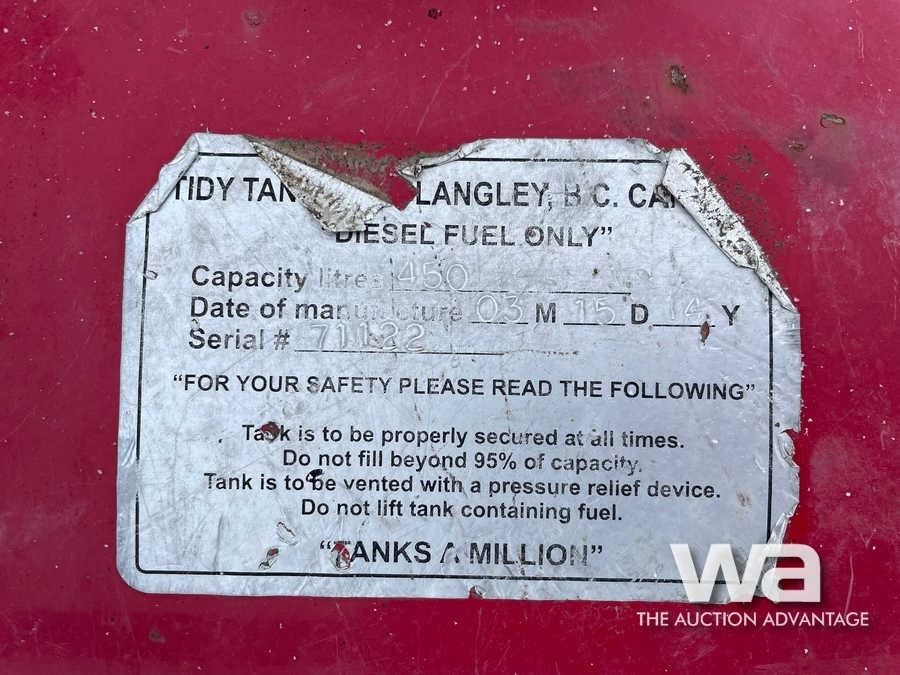 TIDY TAN LANGLEY, B.C. CA
"DIESEL FUEL ONLY"
Capacity litres 450
Date of manufacture 03 M 15 D 14 Y
Serial # 71182
"FOR YOUR SAFETY PLEASE READ THE FOLLOWING"
Tank is to be properly secured at all times.
Do not fill beyond 95% of capacity.
Tank is to be vented with a pressure relief device.
Do not lift tank containing fuel.
"TANKS A MILLION"
wa
THE AUCTION ADVANTAGE